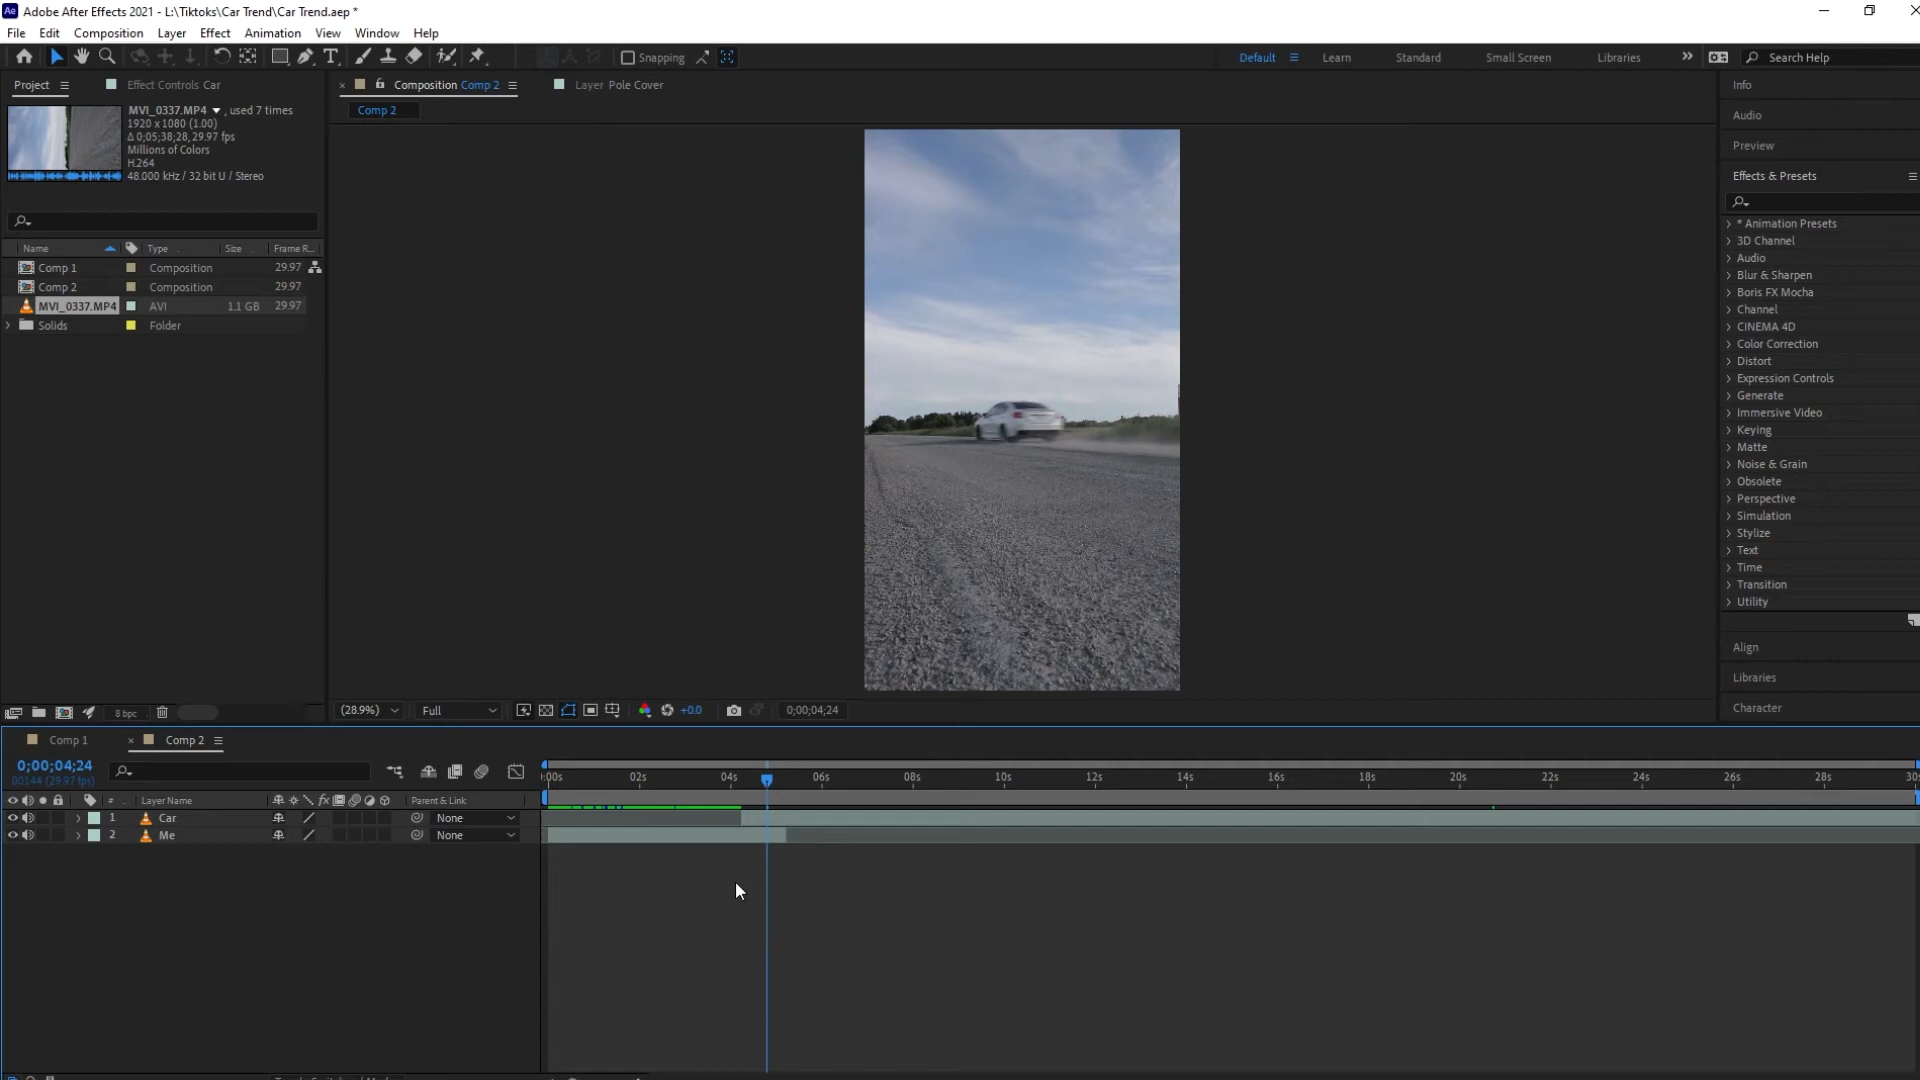 Adobe After Effects 2021 - L:\Tiktoks\Car Trend\Car Trend.aep *
File Edit Composition Layer Effect Animation View Window Help
Snapping Default Learn Standard Small Screen Libraries Search Help
Project Effect Controls Car Composition Comp 2 Layer Pole Cover
Comp 2
MVI_0337.MP4 , used 7 times
1920 x 1080 (1.00)
Δ 0;05;38;28, 29.97 fps
Millions of Colors
H.264
48.000 kHz / 32 bit U / Stereo
Name Type Size Frame R...
Comp 1 Composition 29.97
Comp 2 Composition 29.97
MVI_0337.MP4 AVI 1.1 GB 29.97
Solids Folder
Info
Audio
Preview
Effects & Presets
* Animation Presets
3D Channel
Audio
Blur & Sharpen
Boris FX Mocha
Channel
CINEMA 4D
Color Correction
Distort
Expression Controls
Generate
Immersive Video
Keying
Matte
Noise & Grain
Obsolete
Perspective
Simulation
Stylize
Text
Time
Transition
Utility
Align
Libraries
Character
8 bpc
(28.9%) Full +0.0 0;00;04;24
Comp 1 Comp 2
0;00;04;24
00144 (29.97 fps)
:00s 02s 04s 06s 08s 10s 12s 14s 16s 18s 20s 22s 24s 26s 28s 30s
# Layer Name Parent & Link
1 Car None
2 Me None